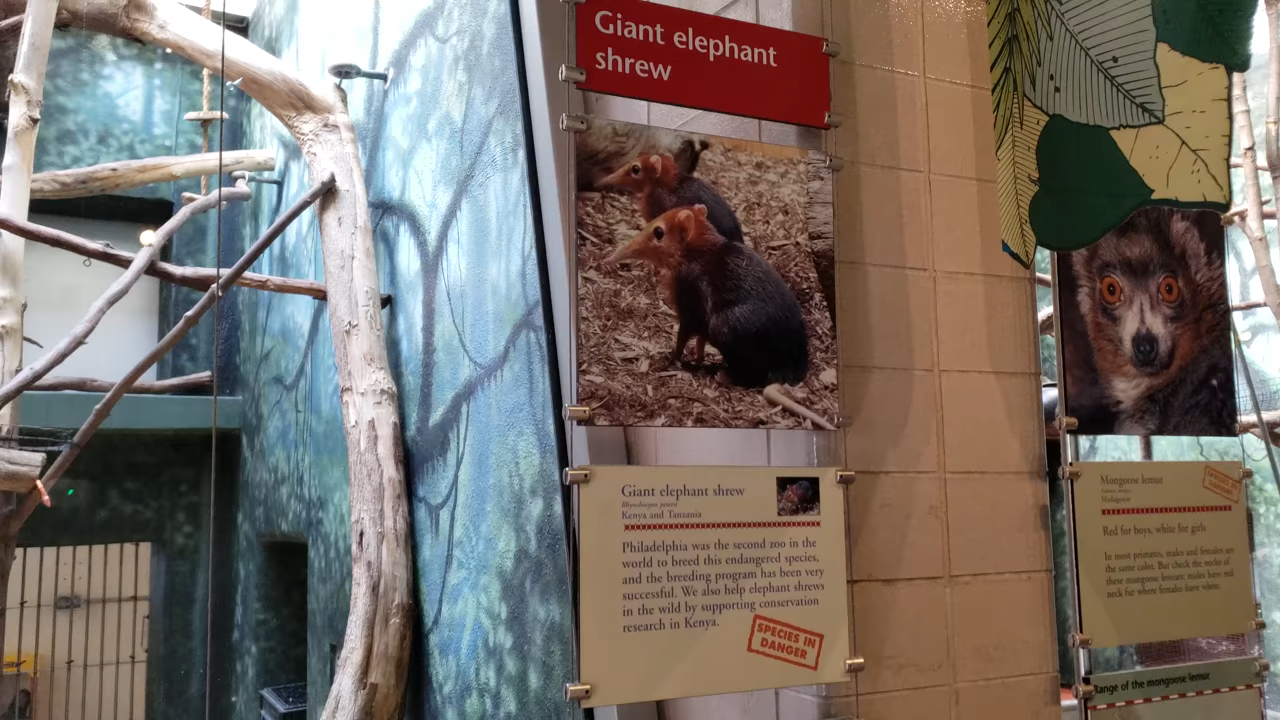 Giant elephant
shrew
Giant elephant shrew
Kenya and Tanzania
Philadelphia was the second zoo in the
world to breed this endangered species,
and the breeding program has been very
successful. We also help elephant shrews
in the wild by supporting conservation
research in Kenya.
SPECIES IN
DANGER
Mongoose lemur
Madagascar
SPECIES IN
DANGER
Red for boys, white for girls
In most primates, males and females are
the same color. But check the necks of
these mongoose lemurs: males have red
neck fur where females have white.
Range of the mongoose lemur